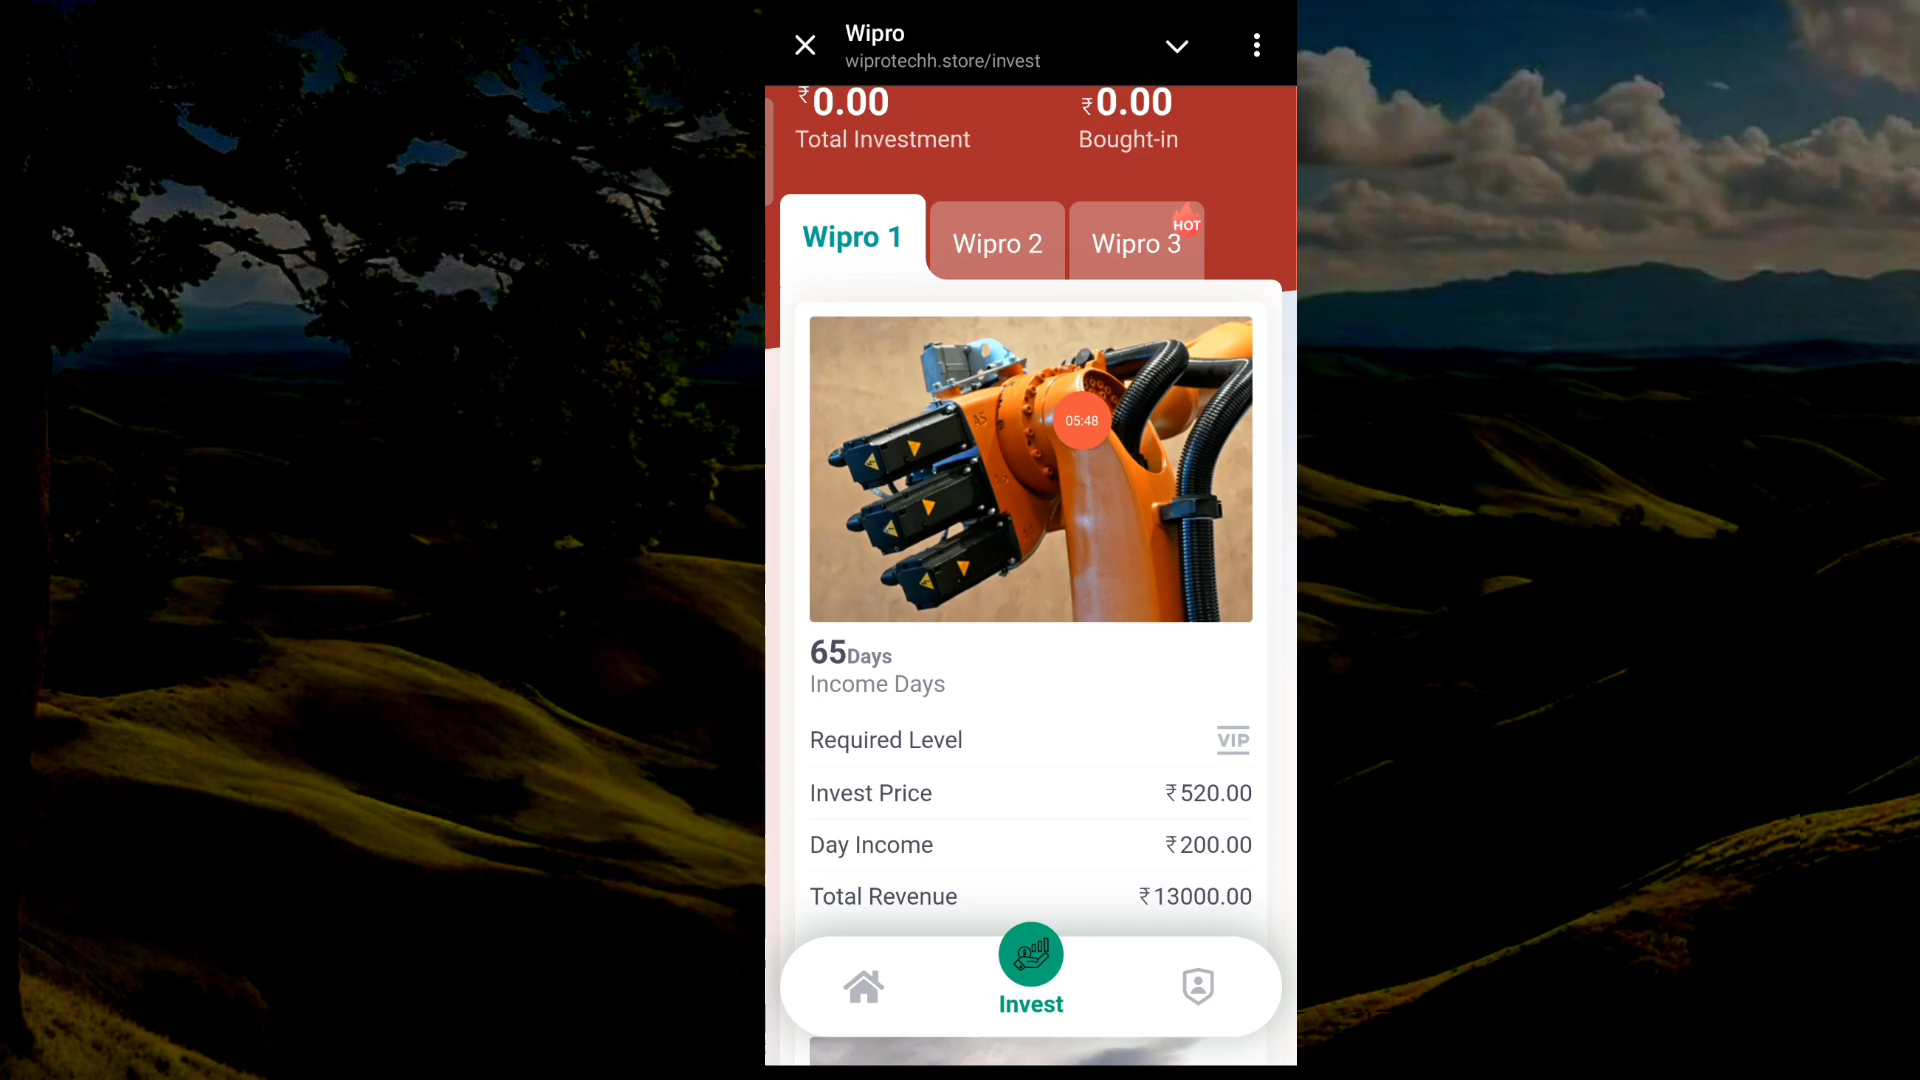 Wipro
wiprotechh.store/invest
₹0.00 ₹0.00
Total Investment Bought-in
Wipro 1 Wipro 2 Wipro 3 HOT
05:48
65Days
Income Days
Required Level VIP
Invest Price ₹520.00
Day Income ₹200.00
Total Revenue ₹13000.00
Invest